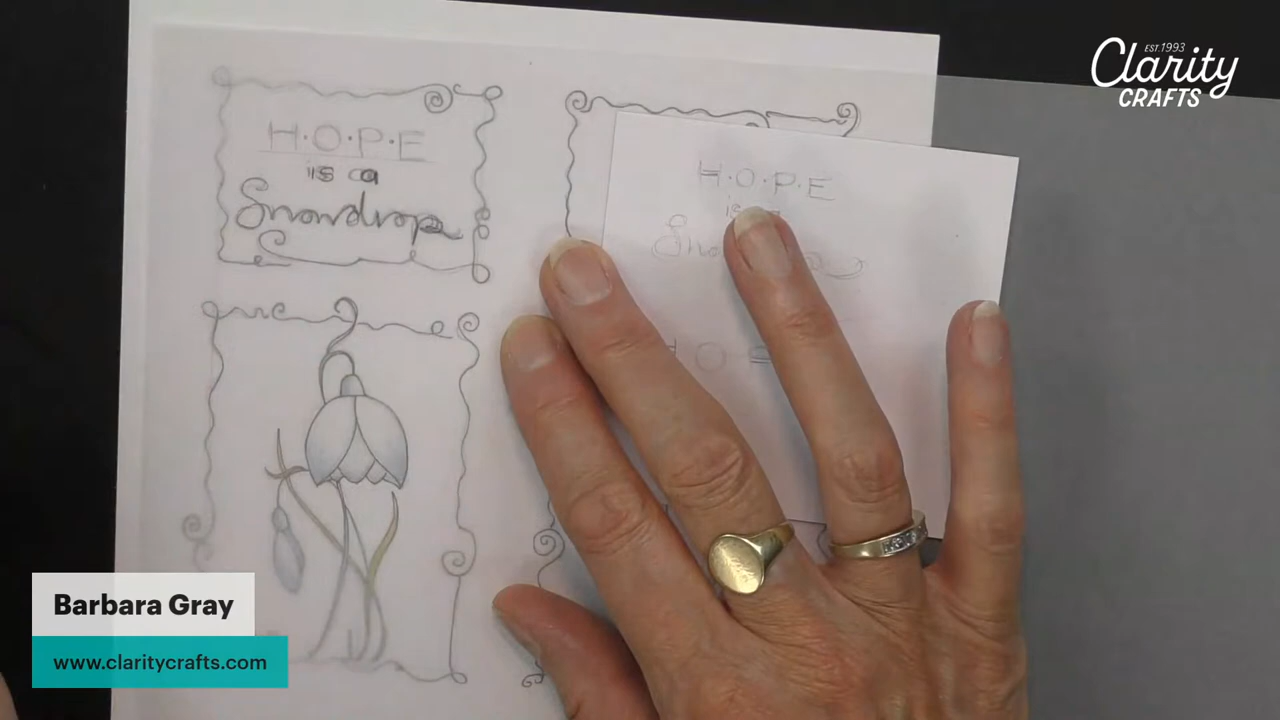 EST. 1993
Clarity
CRAFTS
H·O·P·E
is a
Snowdrop
H·O·P·E
H O
Barbara Gray
www.claritycrafts.com